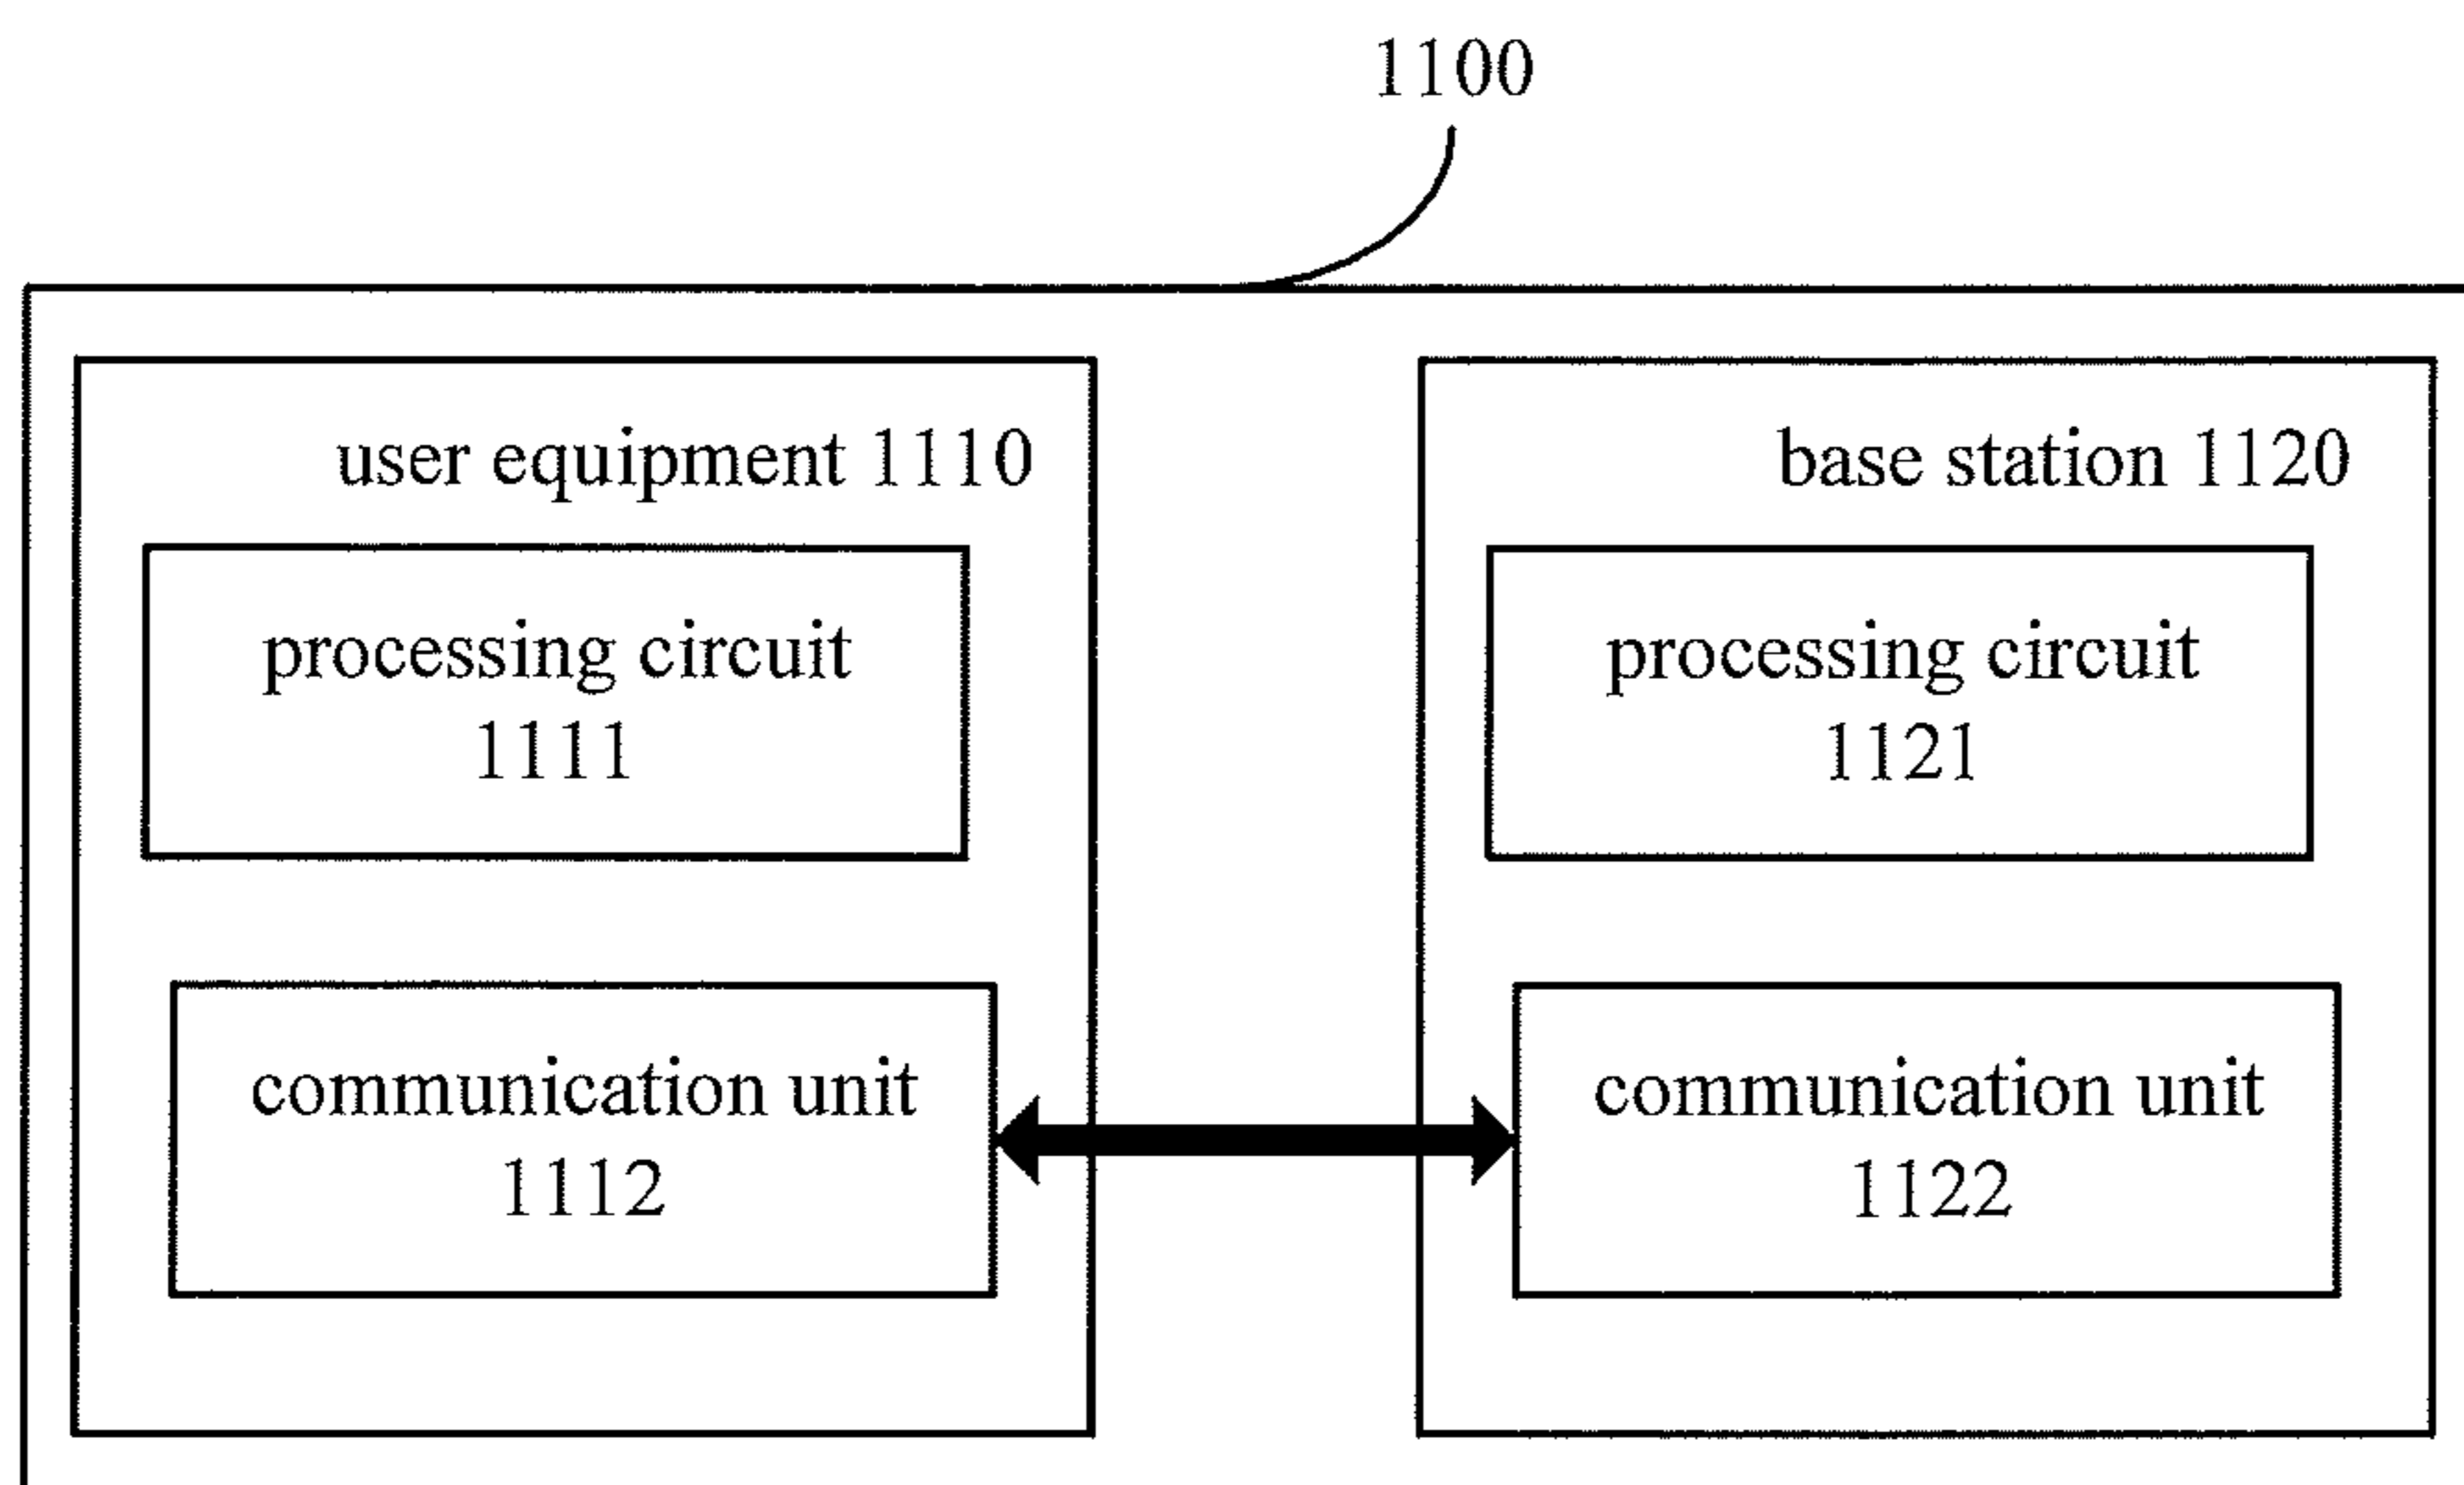 1100
user equipment 1110
processing circuit
1111
communication unit
1112
base station 1120
processing circuit
1121
communication unit
1122